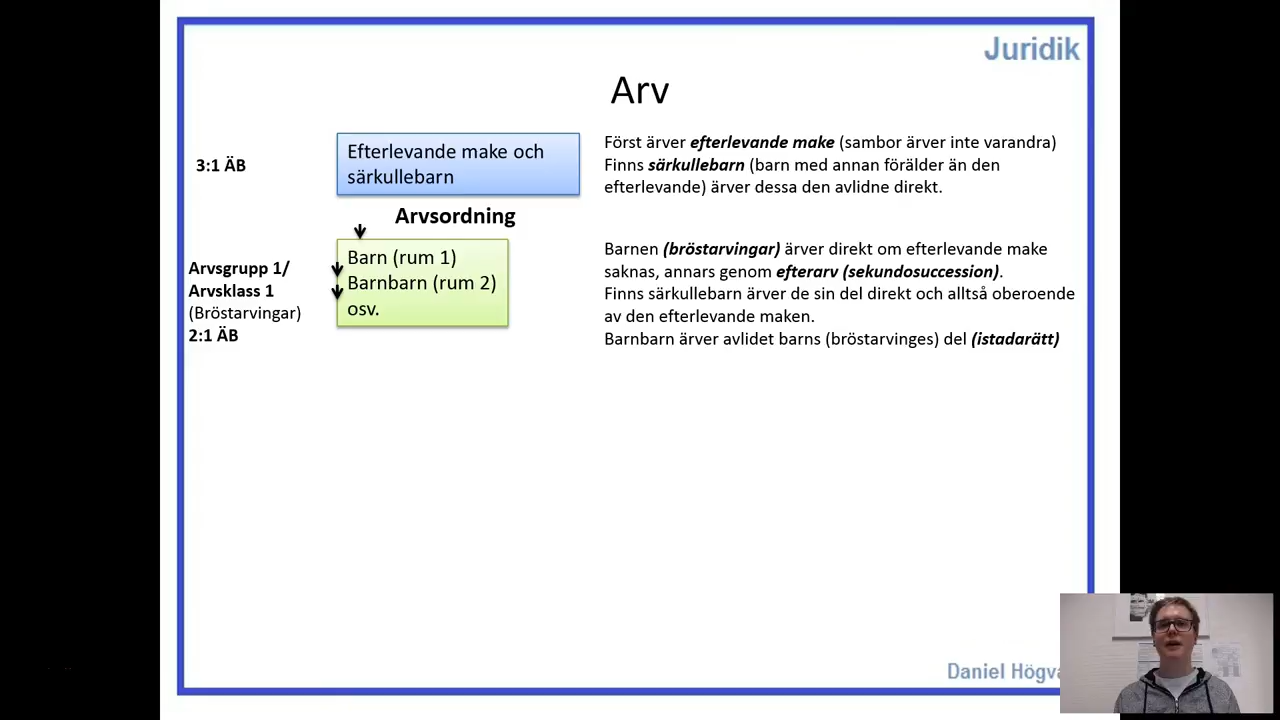 Juridik
Arv
3:1 ÄB
Efterlevande make och
särkullebarn
Först ärver efterlevande make (sambor ärver inte varandra)
Finns särkullebarn (barn med annan förälder än den
efterlevande) ärver dessa den avlidne direkt.
Arvsordning
Arvsgrupp 1/
Arvsklass 1
(Bröstarvingar)
2:1 ÄB
Barn (rum 1)
Barnbarn (rum 2)
osv.
Barnen (bröstarvingar) ärver direkt om efterlevande make
saknas, annars genom efterarv (sekundosuccession).
Finns särkullebarn ärver de sin del direkt och alltså oberoende
av den efterlevande maken.
Barnbarn ärver avlidet barns (bröstarvinges) del (istadarätt)
Daniel